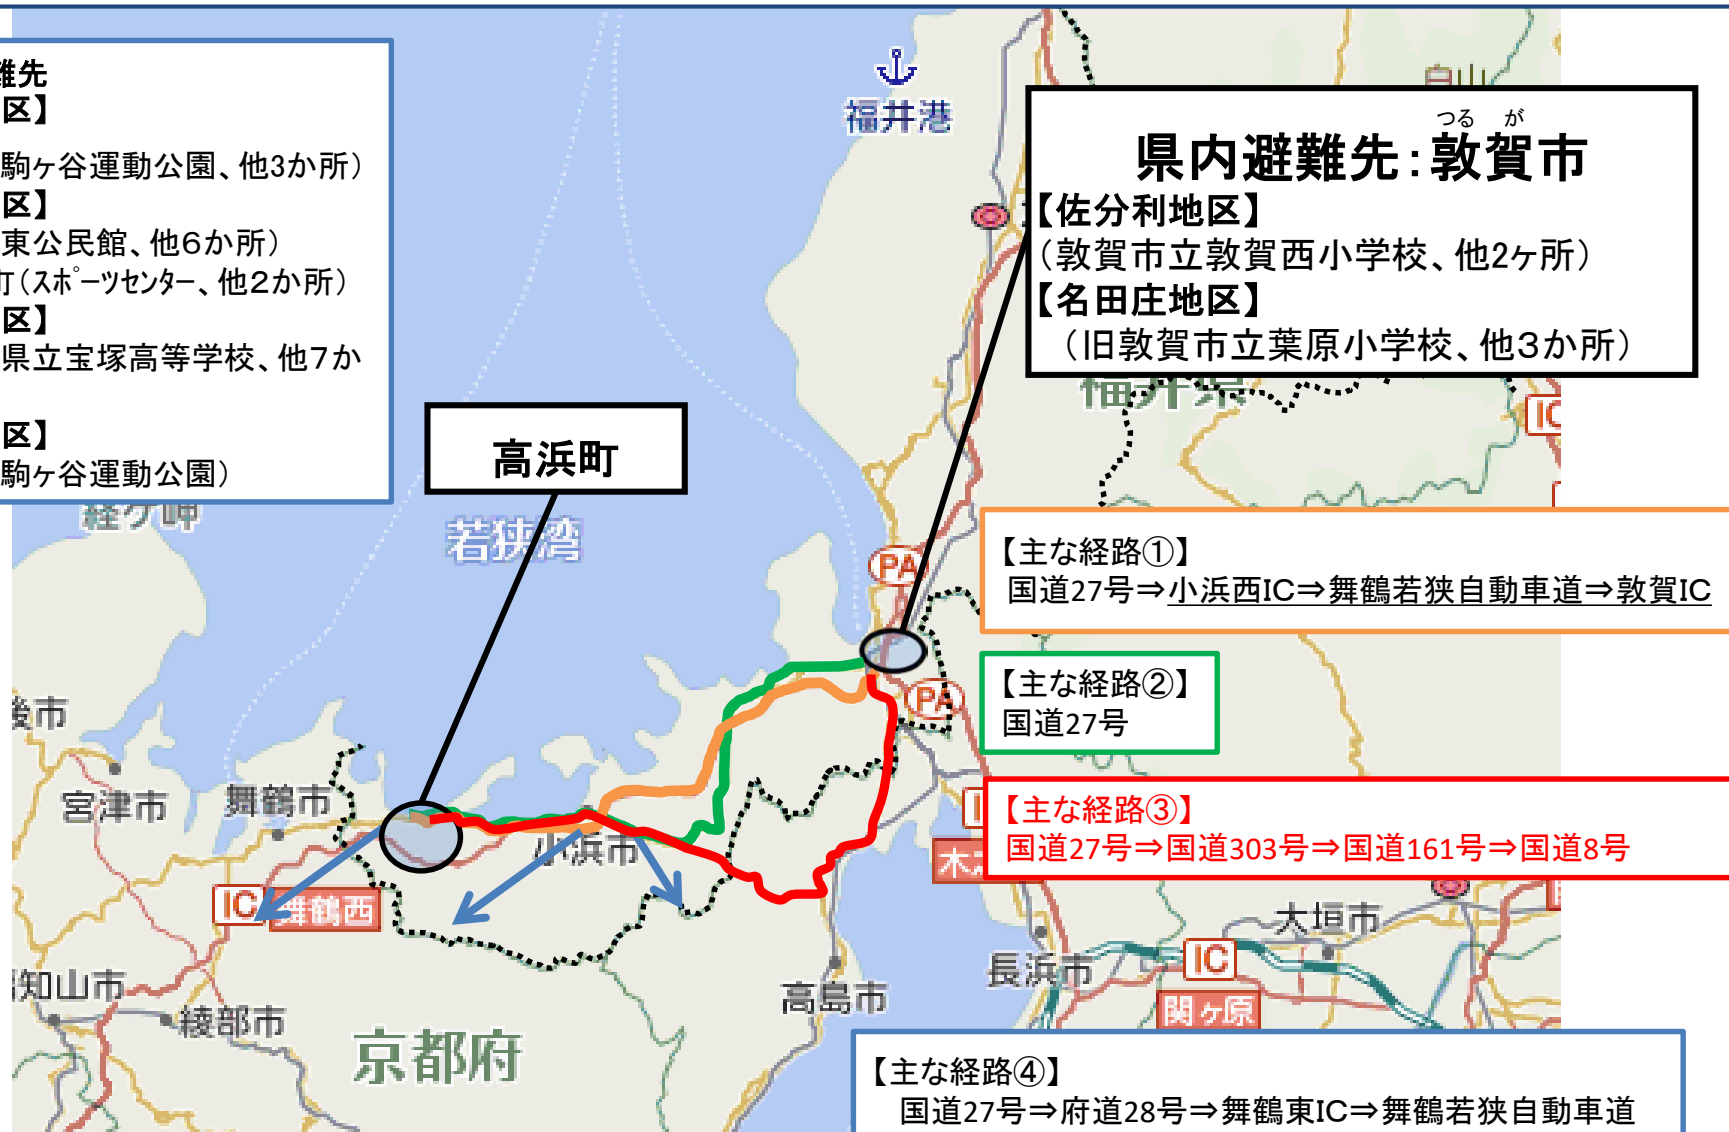 難先
区】
駒ヶ谷運動公園、他3か所）
区】
東公民館、他6か所）
町（スポーツセンター、他2か所）
区】
県立宝塚高等学校、他7か
区】
駒ヶ谷運動公園）
福井港
白山
つる が
県内避難先：敦賀市
【佐分利地区】
（敦賀市立敦賀西小学校、他2ヶ所）
【名田庄地区】
（旧敦賀市立葉原小学校、他3か所）
福井県
IC
高浜町
経ケ岬
若狭湾
PA
【主な経路①】
国道27号⇒小浜西IC⇒舞鶴若狭自動車道⇒敦賀IC
【主な経路②】
国道27号
PA
後市
宮津市
舞鶴市
小浜市
【主な経路③】
国道27号⇒国道303号⇒国道161号⇒国道8号
木
IC
舞鶴西
大垣市
長浜市
IC
関ヶ原
知山市
綾部市
高島市
京都府
【主な経路④】
国道27号⇒府道28号⇒舞鶴東IC⇒舞鶴若狭自動車道